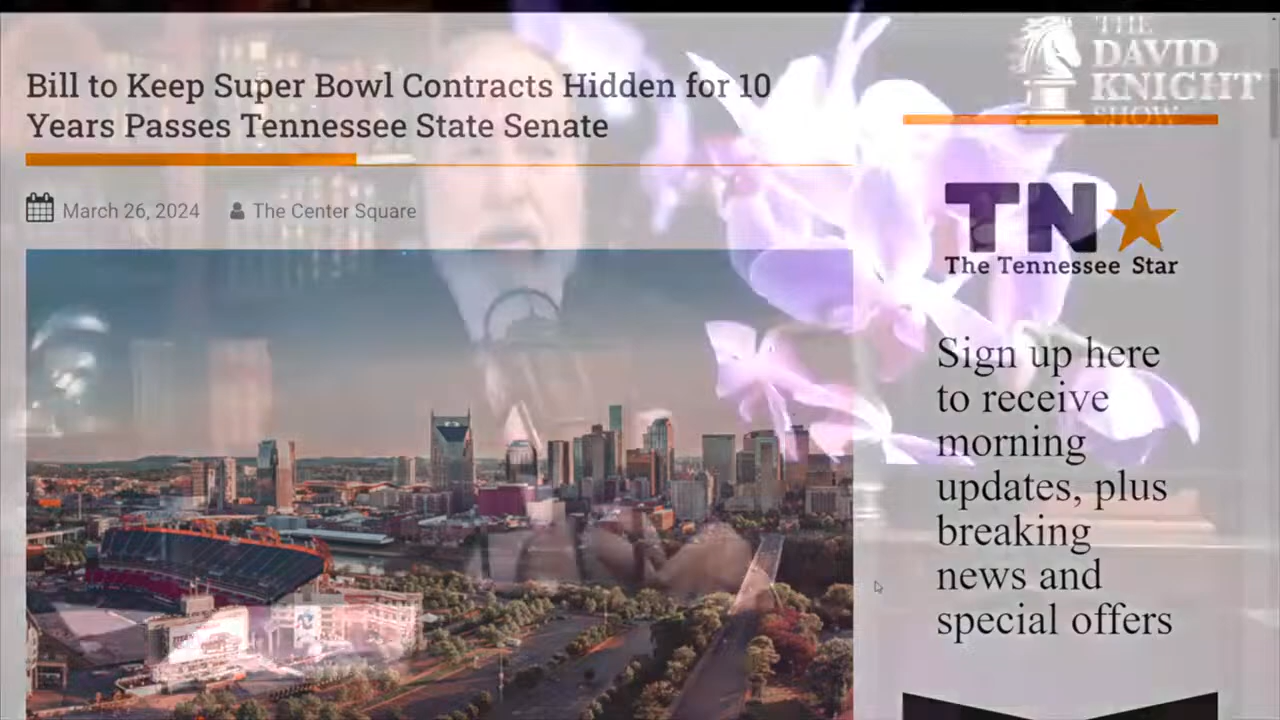 Bill to Keep Super Bowl Contracts Hidden for 10
Years Passes Tennessee State Senate
March 26, 2024 The Center Square
THE
DAVID
KNIGHT
SHOW
TN
The Tennessee Star
Sign up here
to receive
morning
updates, plus
breaking
news and
special offers